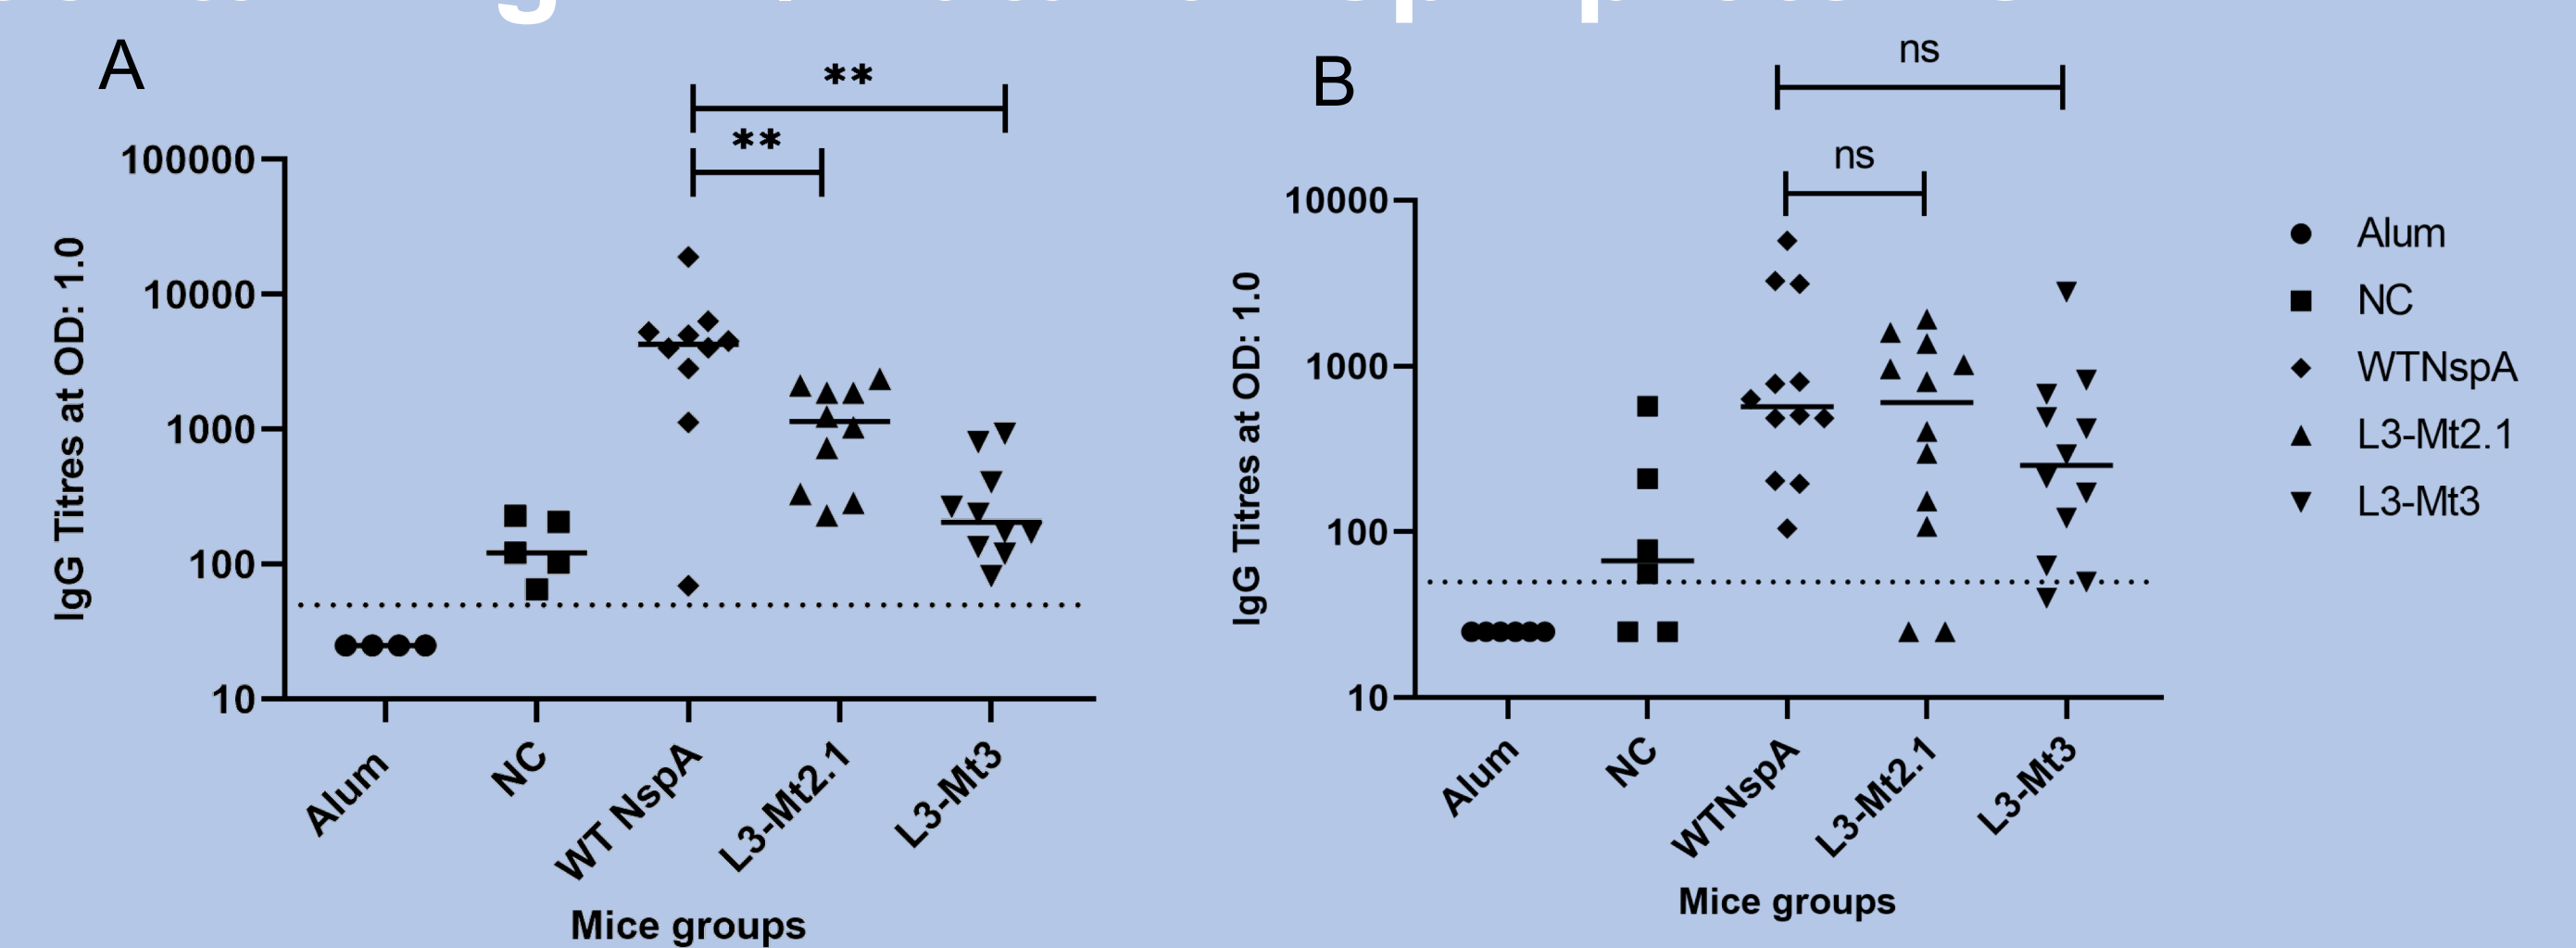 A
**
**
100000
10000
1000
100
10
IgG Titres at OD: 1.0
Alum
NC
WT NspA
L3-Mt2.1
L3-Mt3
Mice groups
B
ns
ns
10000
1000
100
10
IgG Titres at OD: 1.0
Alum
NC
WTNspA
L3-Mt2.1
L3-Mt3
Mice groups
Alum
NC
WTNspA
L3-Mt2.1
L3-Mt3